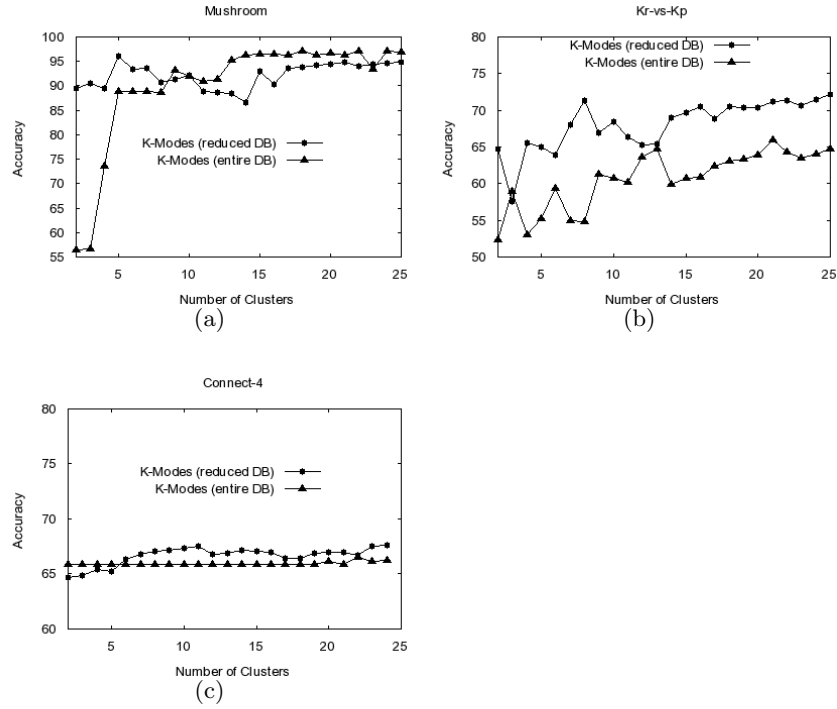 Mushroom
100
95
90
85
80
75
70
65
60
55
Accuracy
K-Modes (reduced DB)
K-Modes (entire DB)
5 10 15 20 25
Number of Clusters
(a)
Kr-vs-Kp
80
75
70
65
60
55
50
Accuracy
K-Modes (reduced DB)
K-Modes (entire DB)
5 10 15 20 25
Number of Clusters
(b)
Connect-4
80
75
70
65
60
Accuracy
K-Modes (reduced DB)
K-Modes (entire DB)
5 10 15 20 25
Number of Clusters
(c)